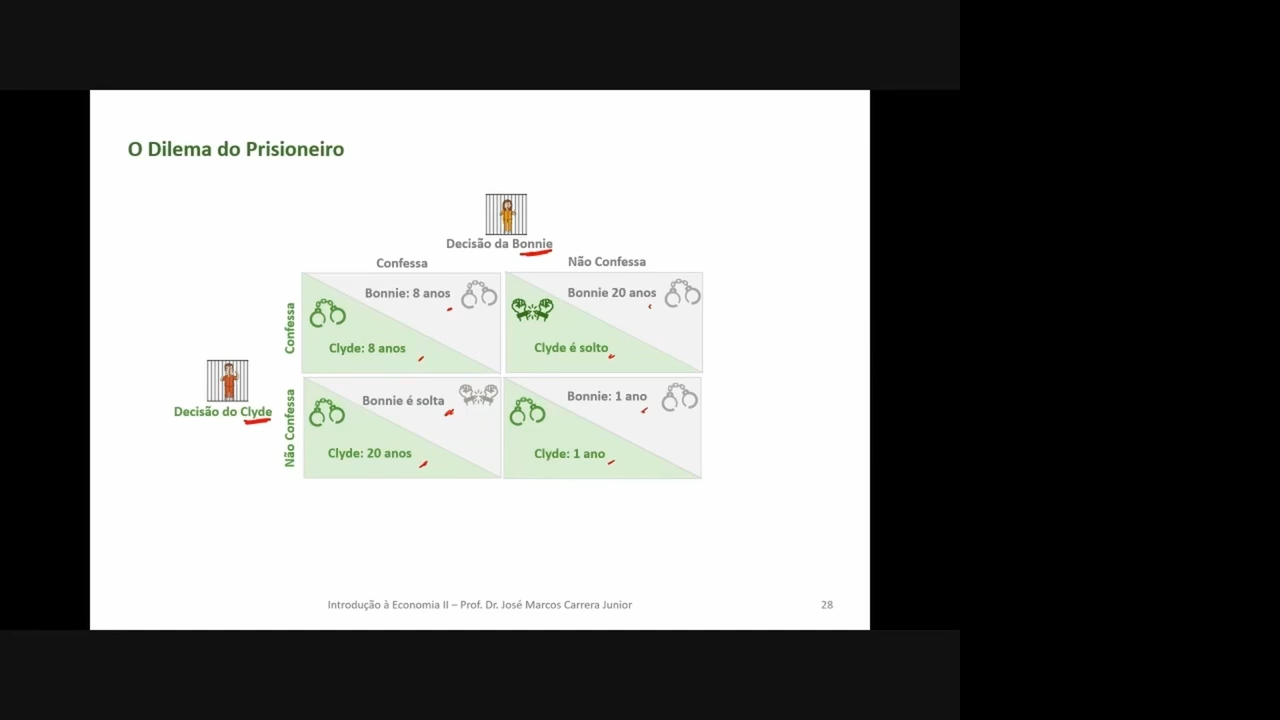 O Dilema do Prisioneiro
Decisão da Bonnie
Confessa
Não Confessa
Confessa
Bonnie: 8 anos
Clyde: 8 anos
Bonnie 20 anos
Clyde é solto
Decisão do Clyde
Não Confessa
Bonnie é solta
Clyde: 20 anos
Bonnie: 1 ano
Clyde: 1 ano
Introdução à Economia II – Prof. Dr. José Marcos Carrera Junior
28